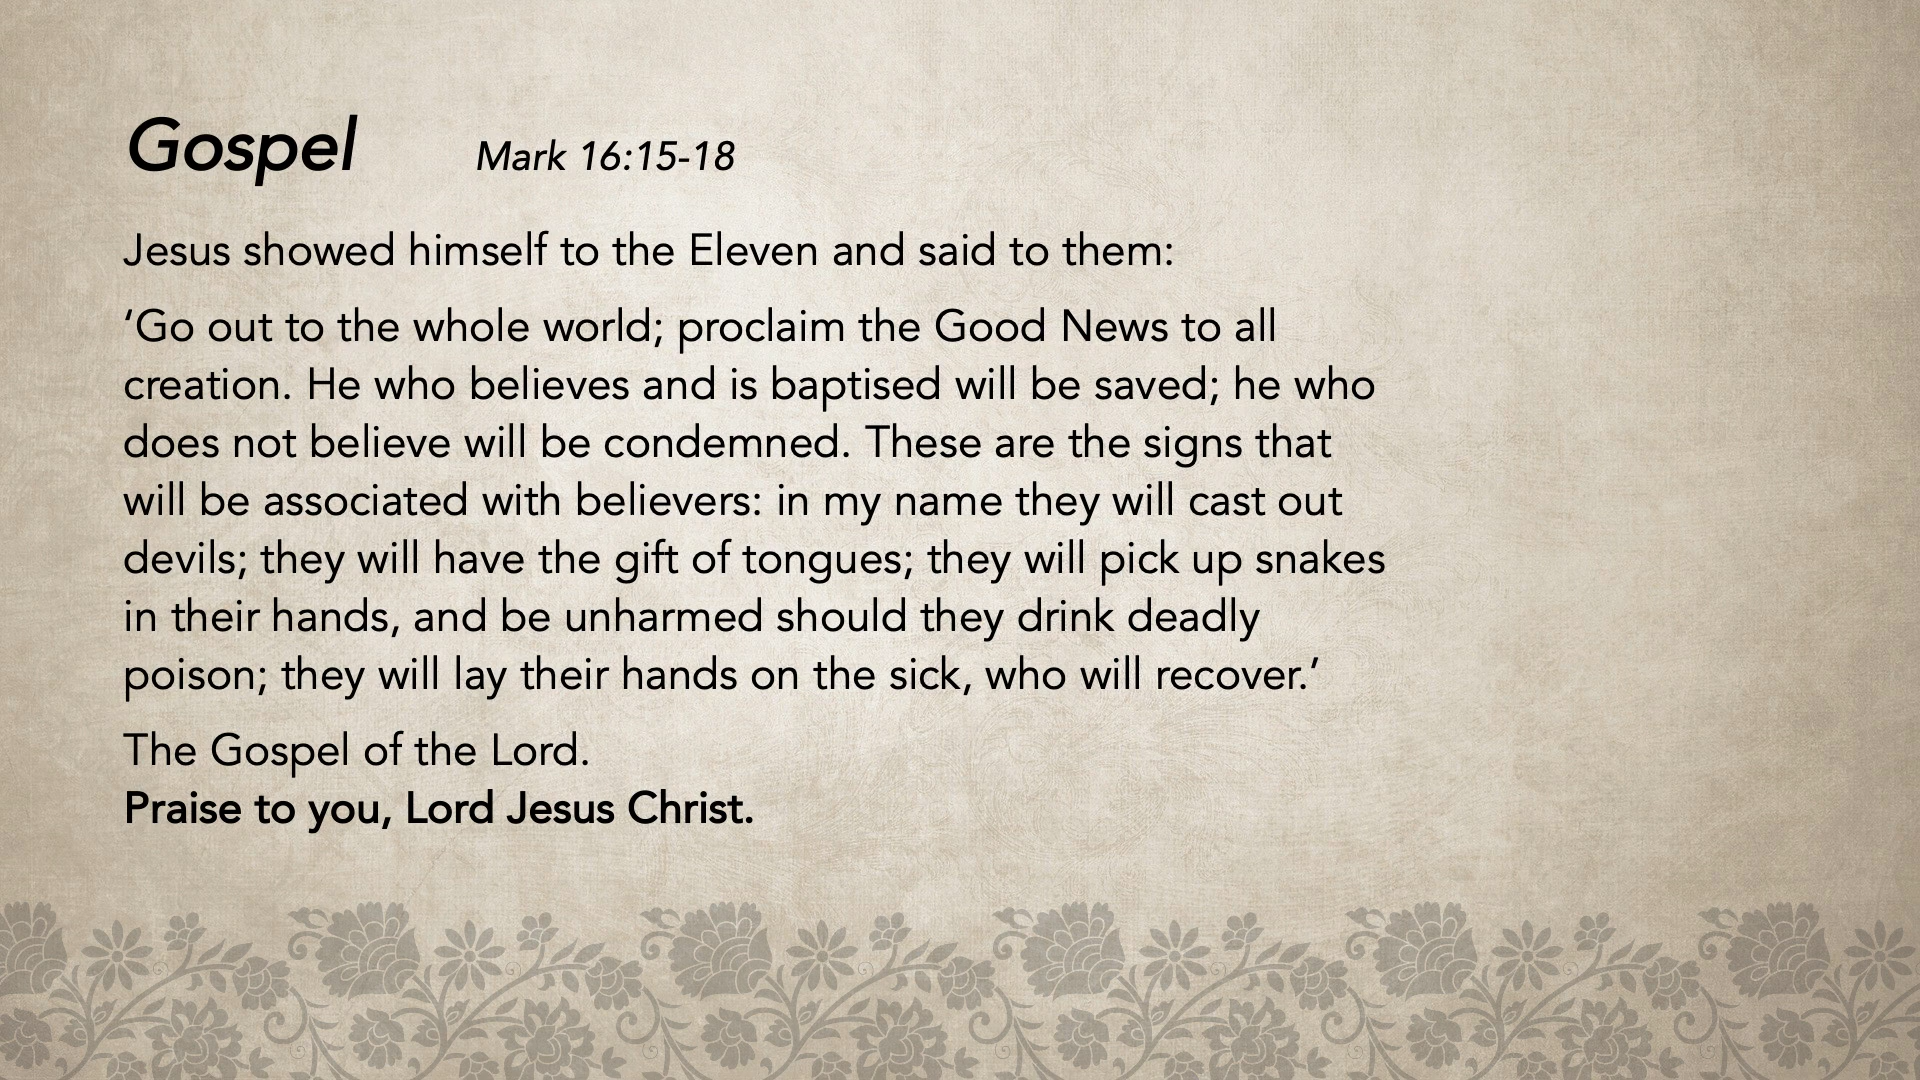 Gospel Mark 16:15-18
Jesus showed himself to the Eleven and said to them:
‘Go out to the whole world; proclaim the Good News to all
creation. He who believes and is baptised will be saved; he who
does not believe will be condemned. These are the signs that
will be associated with believers: in my name they will cast out
devils; they will have the gift of tongues; they will pick up snakes
in their hands, and be unharmed should they drink deadly
poison; they will lay their hands on the sick, who will recover.’
The Gospel of the Lord.
Praise to you, Lord Jesus Christ.